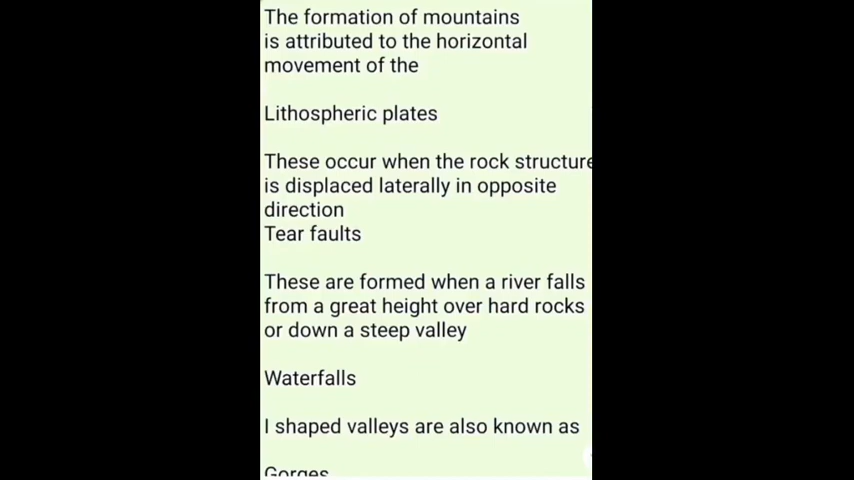 The formation of mountains
is attributed to the horizontal
movement of the
Lithospheric plates
These occur when the rock structure
is displaced laterally in opposite
direction
Tear faults
These are formed when a river falls
from a great height over hard rocks
or down a steep valley
Waterfalls
I shaped valleys are also known as
Gorges